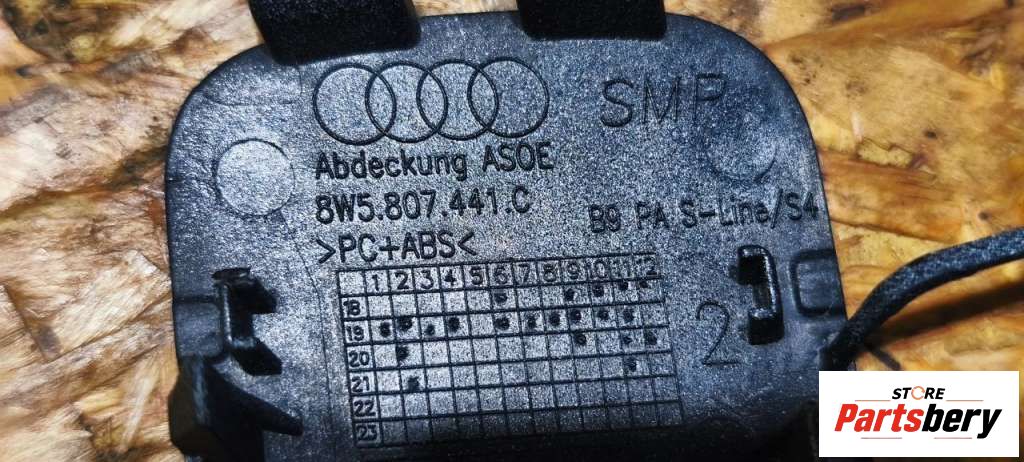 SMP
Abdeckung ASOE
8W5.807.441.C
B9 PA S-Line/S4
>PC+ABS<
1 2 3 4 5 6 7 8 9 10 11 12
18
19
20
21
22
23
2
STORE
Partsbery